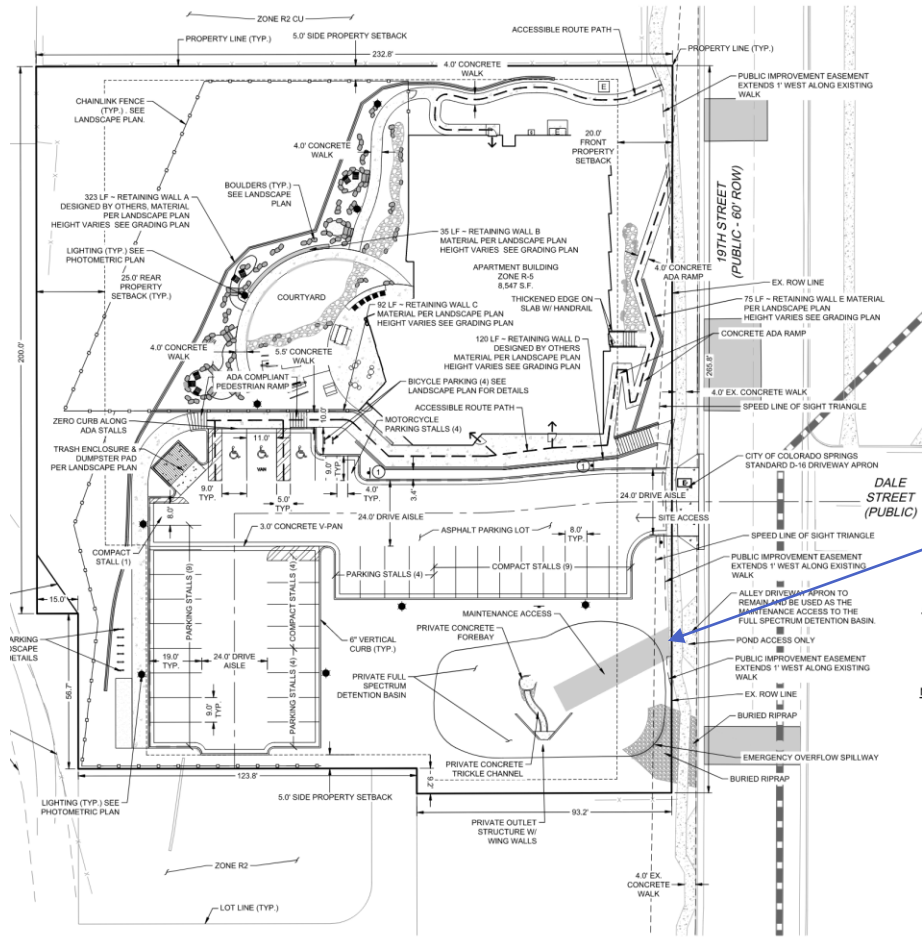 ZONE R2 CU
PROPERTY LINE (TYP.)
5.0' SIDE PROPERTY SETBACK
232.8'
ACCESSIBLE ROUTE PATH
PROPERTY LINE (TYP.)
4.0' CONCRETE
WALK
E
PUBLIC IMPROVEMENT EASEMENT
EXTENDS 1' WEST ALONG EXISTING
WALK
CHAINLINK FENCE
(TYP.) . SEE
LANDSCAPE PLAN.
4.0' CONCRETE
WALK
20.0'
FRONT
PROPERTY
SETBACK
BOULDERS (TYP.)
SEE LANDSCAPE
PLAN
323 LF ~ RETAINING WALL A
DESIGNED BY OTHERS, MATERIAL
PER LANDSCAPE PLAN
HEIGHT VARIES SEE GRADING PLAN
19TH STREET
(PUBLIC - 60' ROW)
35 LF ~ RETAINING WALL B
MATERIAL PER LANDSCAPE PLAN
HEIGHT VARIES SEE GRADING PLAN
LIGHTING (TYP.) SEE
PHOTOMETRIC PLAN
25.0' REAR
PROPERTY
SETBACK (TYP.)
APARTMENT BUILDING
ZONE R-5
8,547 S.F.
4.0' CONCRETE
ADA RAMP
EX. ROW LINE
COURTYARD
92 LF ~ RETAINING WALL C
MATERIAL PER LANDSCAPE PLAN
HEIGHT VARIES SEE GRADING PLAN
THICKENED EDGE ON
SLAB W/ HANDRAIL
75 LF ~ RETAINING WALL E MATERIAL
PER LANDSCAPE PLAN
HEIGHT VARIES SEE GRADING PLAN
200.0'
265.8'
4.0' CONCRETE
WALK
5.5' CONCRETE
WALK
120 LF ~ RETAINING WALL D
DESIGNED BY OTHERS
MATERIAL PER LANDSCAPE PLAN
HEIGHT VARIES SEE GRADING PLAN
CONCRETE ADA RAMP
ADA COMPLIANT
PEDESTRIAN RAMP
BICYCLE PARKING (4) SEE
LANDSCAPE PLAN FOR DETAILS
4.0' EX. CONCRETE WALK
SPEED LINE OF SIGHT TRIANGLE
ZERO CURB ALONG
ADA STALLS
10.0'
ACCESSIBLE ROUTE PATH
MOTORCYCLE
PARKING STALLS (4)
TRASH ENCLOSURE &
DUMPSTER PAD
PER LANDSCAPE PLAN
11.0'
VAN
9.0'
TYP.
1
1
CITY OF COLORADO SPRINGS
STANDARD D-16 DRIVEWAY APRON
9.0'
TYP.
5.0'
TYP.
4.0'
TYP.
3.4'
24.0' DRIVE AISLE
DALE
STREET
(PUBLIC)
8.0'
24.0' DRIVE AISLE
SITE ACCESS
3.0' CONCRETE V-PAN
ASPHALT PARKING LOT
8.0'
TYP.
SPEED LINE OF SIGHT TRIANGLE
COMPACT
STALL (1)
PARKING STALLS (4)
COMPACT STALLS (9)
PUBLIC IMPROVEMENT EASEMENT
EXTENDS 1' WEST ALONG EXISTING
WALK
15.0'
PARKING STALLS (9)
COMPACT STALLS (4)
MAINTENANCE ACCESS
ALLEY DRIVEWAY APRON TO
REMAIN AND BE USED AS THE
MAINTENANCE ACCESS TO THE
FULL SPECTRUM DETENTION BASIN.
ARKING
DSCAPE
DETAILS
PRIVATE CONCRETE
FOREBAY
6" VERTICAL
CURB (TYP.)
POND ACCESS ONLY
19.0'
TYP.
24.0' DRIVE
AISLE
PRIVATE FULL
SPECTRUM
DETENTION BASIN
PUBLIC IMPROVEMENT EASEMENT
EXTENDS 1' WEST ALONG EXISTING
WALK
56.7'
PARKING STALLS (4)
9.0'
TYP.
EX. ROW LINE
BURIED RIPRAP
PRIVATE CONCRETE
TRICKLE CHANNEL
EMERGENCY OVERFLOW SPILLWAY
123.8'
9.2'
BURIED RIPRAP
LIGHTING (TYP.) SEE
PHOTOMETRIC PLAN
5.0' SIDE PROPERTY SETBACK
93.2'
PRIVATE OUTLET
STRUCTURE W/
WING WALLS
ZONE R2
4.0' EX.
CONCRETE
WALK
LOT LINE (TYP.)